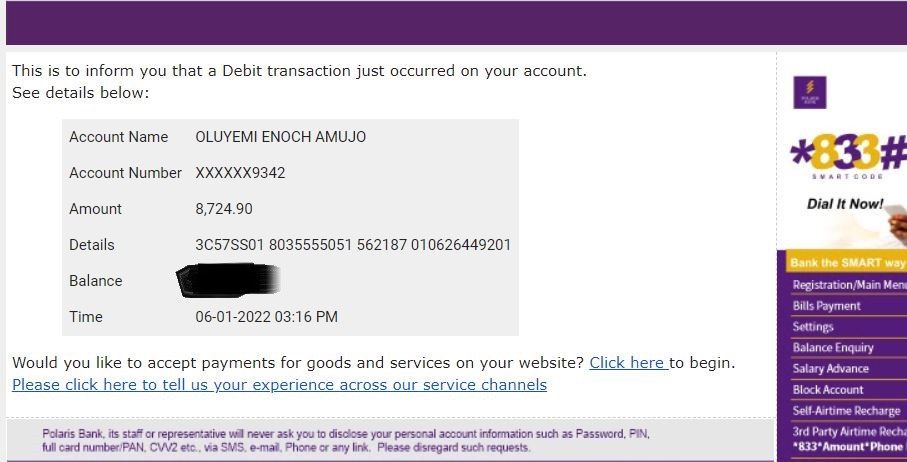 This is to inform you that a Debit transaction just occurred on your account.
See details below:
Account Name OLUYEMI ENOCH AMUJO
Account Number XXXXXX9342
Amount 8,724.90
Details 3C57SS01 8035555051 562187 010626449201
Balance
Time 06-01-2022 03:16 PM
Would you like to accept payments for goods and services on your website? Click here to begin.
Please click here to tell us your experience across our service channels
Polaris Bank, its staff or representative will never ask you to disclose your personal account information such as Password, PIN,
full card number/PAN, CVV2 etc., via SMS, e-mail, Phone or any link. Please disregard such requests.
POLARIS
BANK
*833#
SMART CODE
Dial It Now!
Bank the SMART way
Registration/Main Menu
Bills Payment
Settings
Balance Enquiry
Salary Advance
Block Account
Self-Airtime Recharge
3rd Party Airtime Recha
*833*Amount*Phone